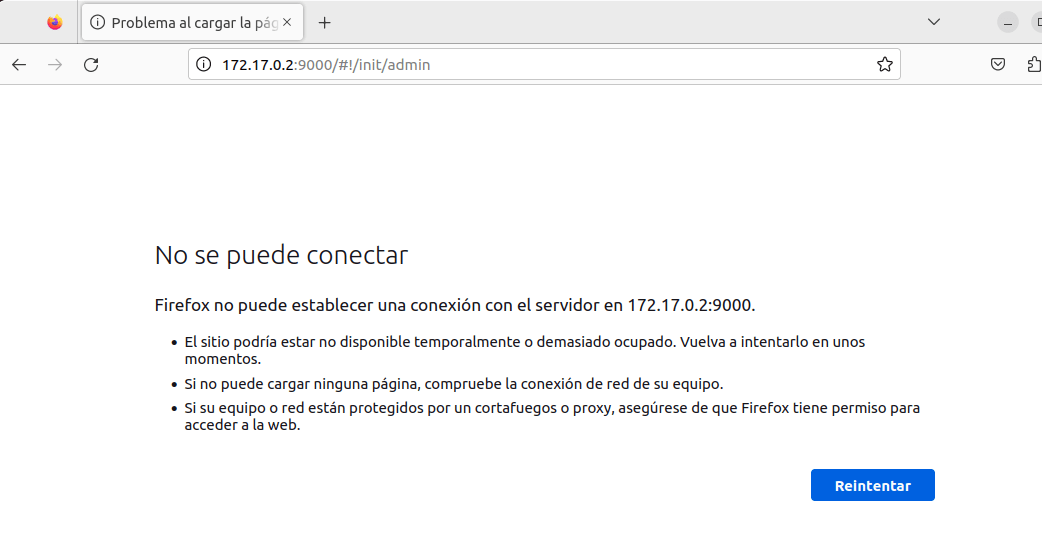 Problema al cargar la pág
172.17.0.2:9000/#!/init/admin
No se puede conectar
Firefox no puede establecer una conexión con el servidor en 172.17.0.2:9000.
• El sitio podría estar no disponible temporalmente o demasiado ocupado. Vuelva a intentarlo en unos
momentos.
• Si no puede cargar ninguna página, compruebe la conexión de red de su equipo.
• Si su equipo o red están protegidos por un cortafuegos o proxy, asegúrese de que Firefox tiene permiso para
acceder a la web.
Reintentar